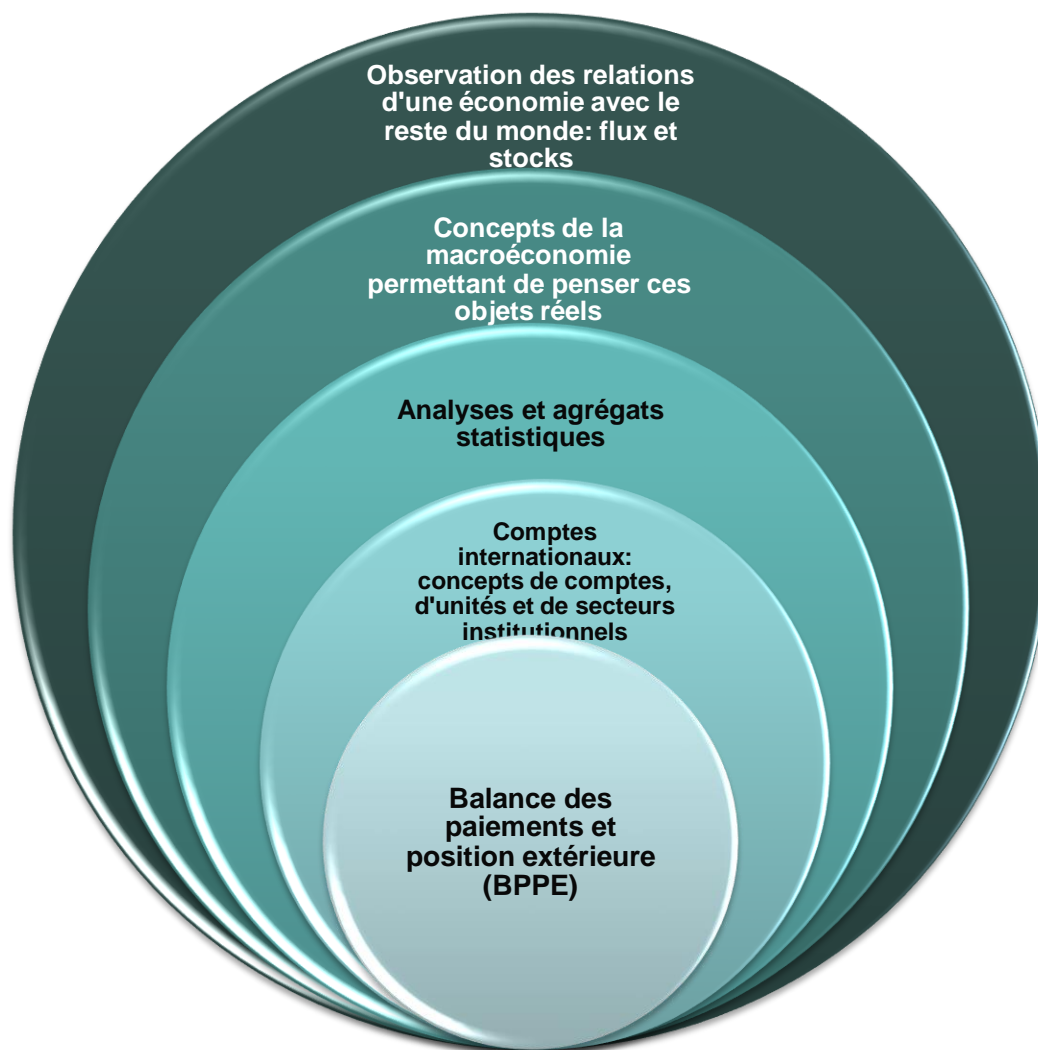 Observation des relations
d'une économie avec le
reste du monde: flux et
stocks
Concepts de la
macroéconomie
permettant de penser ces
objets réels
Analyses et agrégats
statistiques
Comptes
internationaux:
concepts de comptes,
d'unités et de secteurs
institutionnels
Balance des
paiements et
position extérieure
(BPPE)